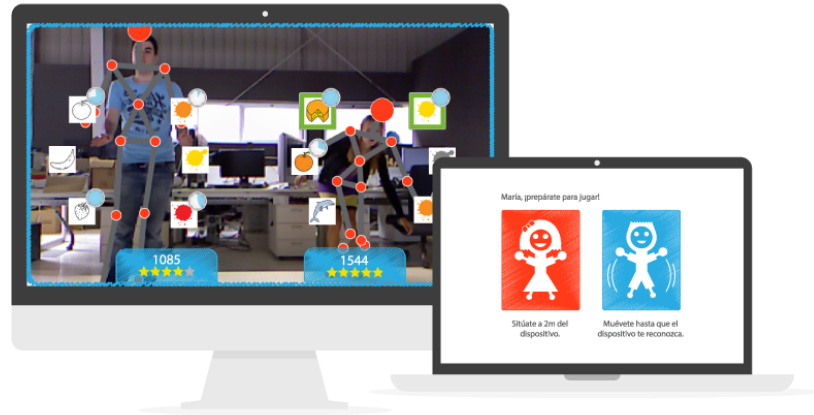 1085
1544
María, ¡prepárate para jugar!
Sitúate a 2m del
dispositivo.
Muévete hasta que el
dispositivo te reconozca.